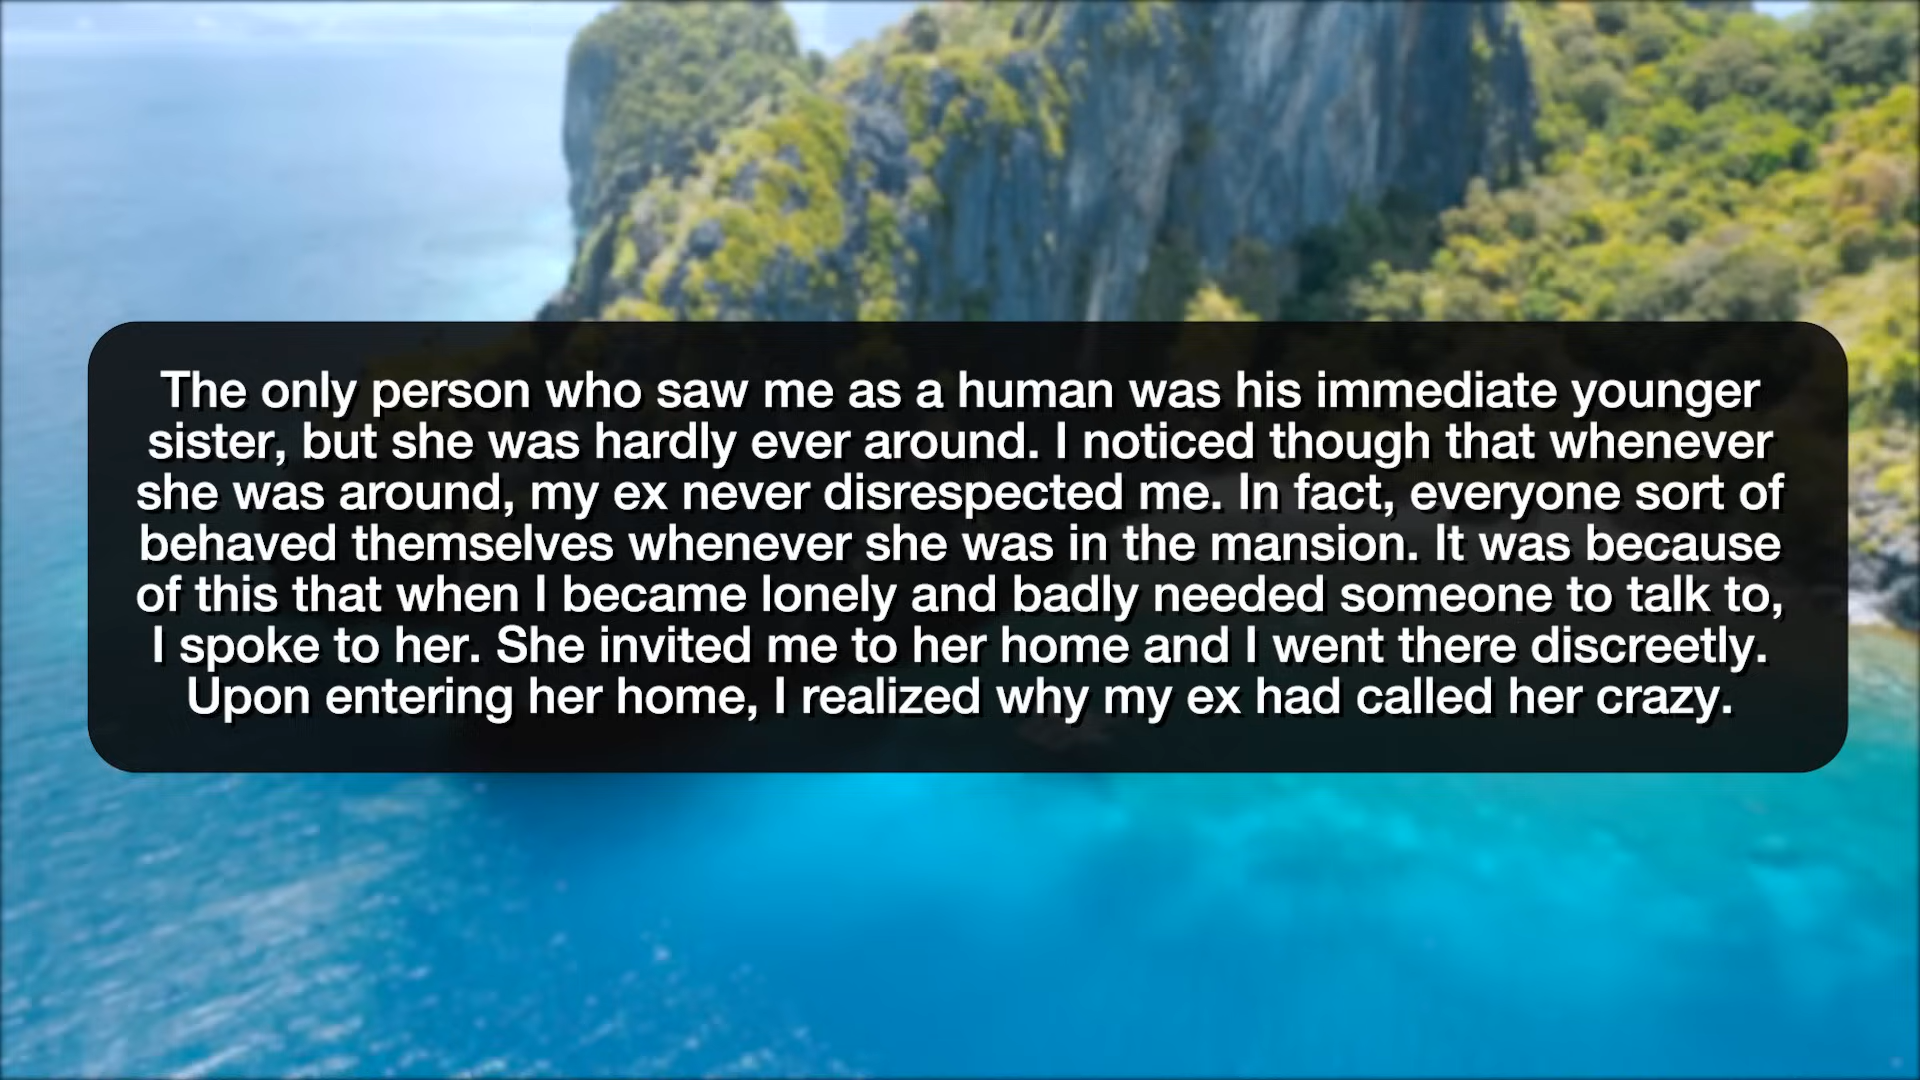 The only person who saw me as a human was his immediate younger
sister, but she was hardly ever around. I noticed though that whenever
she was around, my ex never disrespected me. In fact, everyone sort of
behaved themselves whenever she was in the mansion. It was because
of this that when I became lonely and badly needed someone to talk to,
I spoke to her. She invited me to her home and I went there discreetly.
Upon entering her home, I realized why my ex had called her crazy.